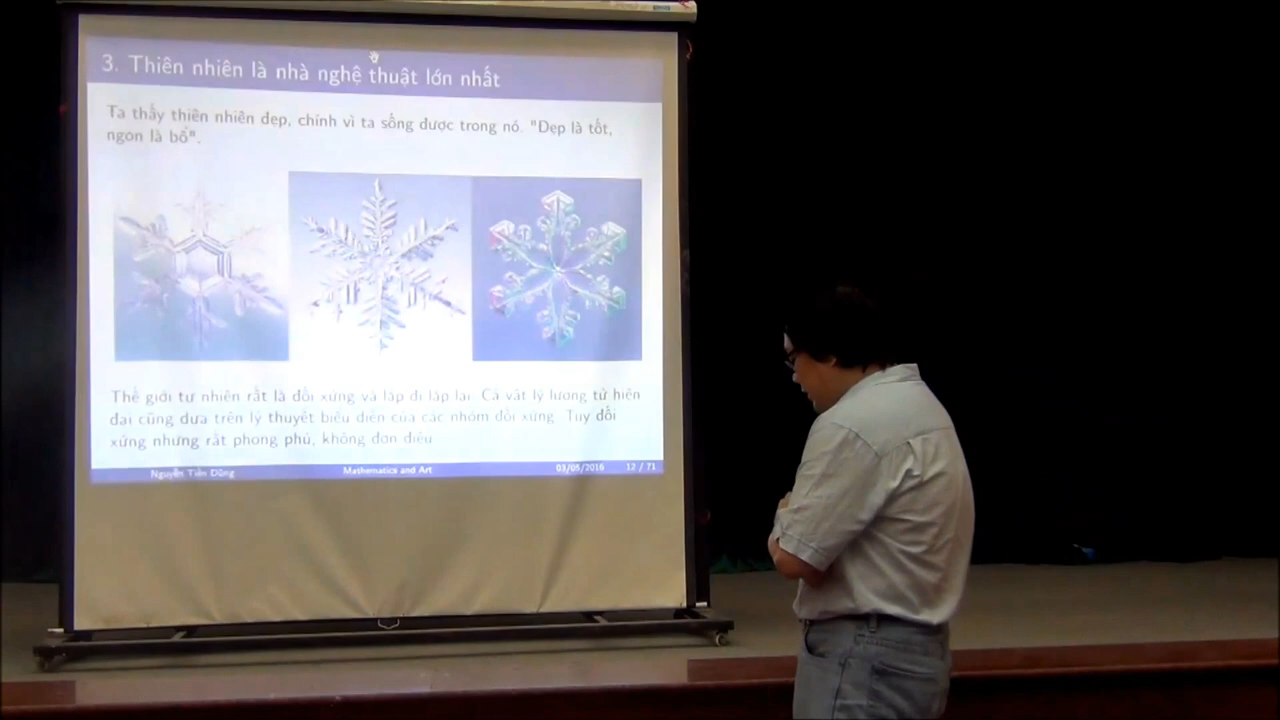 3. Thiên nhiên là nhà nghệ thuật lớn nhất
Ta thấy thiên nhiên đẹp, chính vì ta sống được trong nó. "Đẹp là tốt,
ngon là bổ".
Thế giới tự nhiên rất là đối xứng và lặp đi lặp lại. Cả vật lý lượng tử hiện
đại cũng dựa trên lý thuyết biểu diễn của các nhóm đối xứng. Tuy đối
xứng nhưng rất phong phú, không đơn điệu
Nguyễn Tiến Dũng Mathematics and Art 03/05/2016 12 / 71